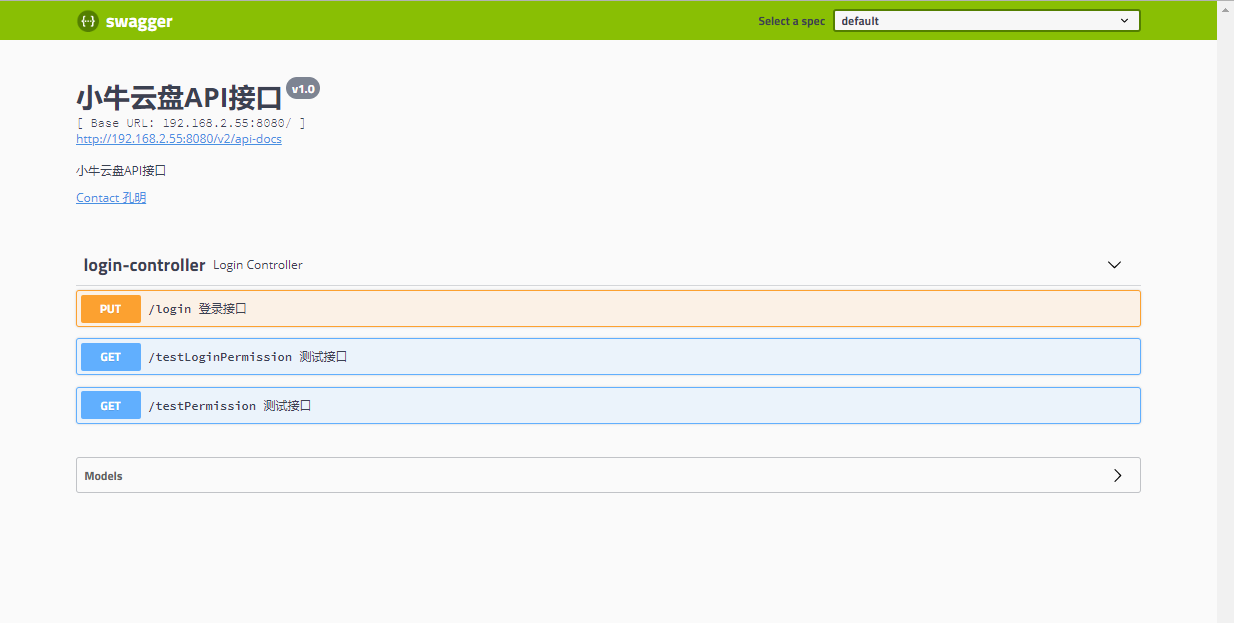 swagger
Select a spec default
小牛云盘API接口 v1.0
[ Base URL: 192.168.2.55:8080/ ]
http://192.168.2.55:8080/v2/api-docs
小牛云盘API接口
Contact 孔明
login-controller Login Controller
PUT /login 登录接口
GET /testLoginPermission 测试接口
GET /testPermission 测试接口
Models